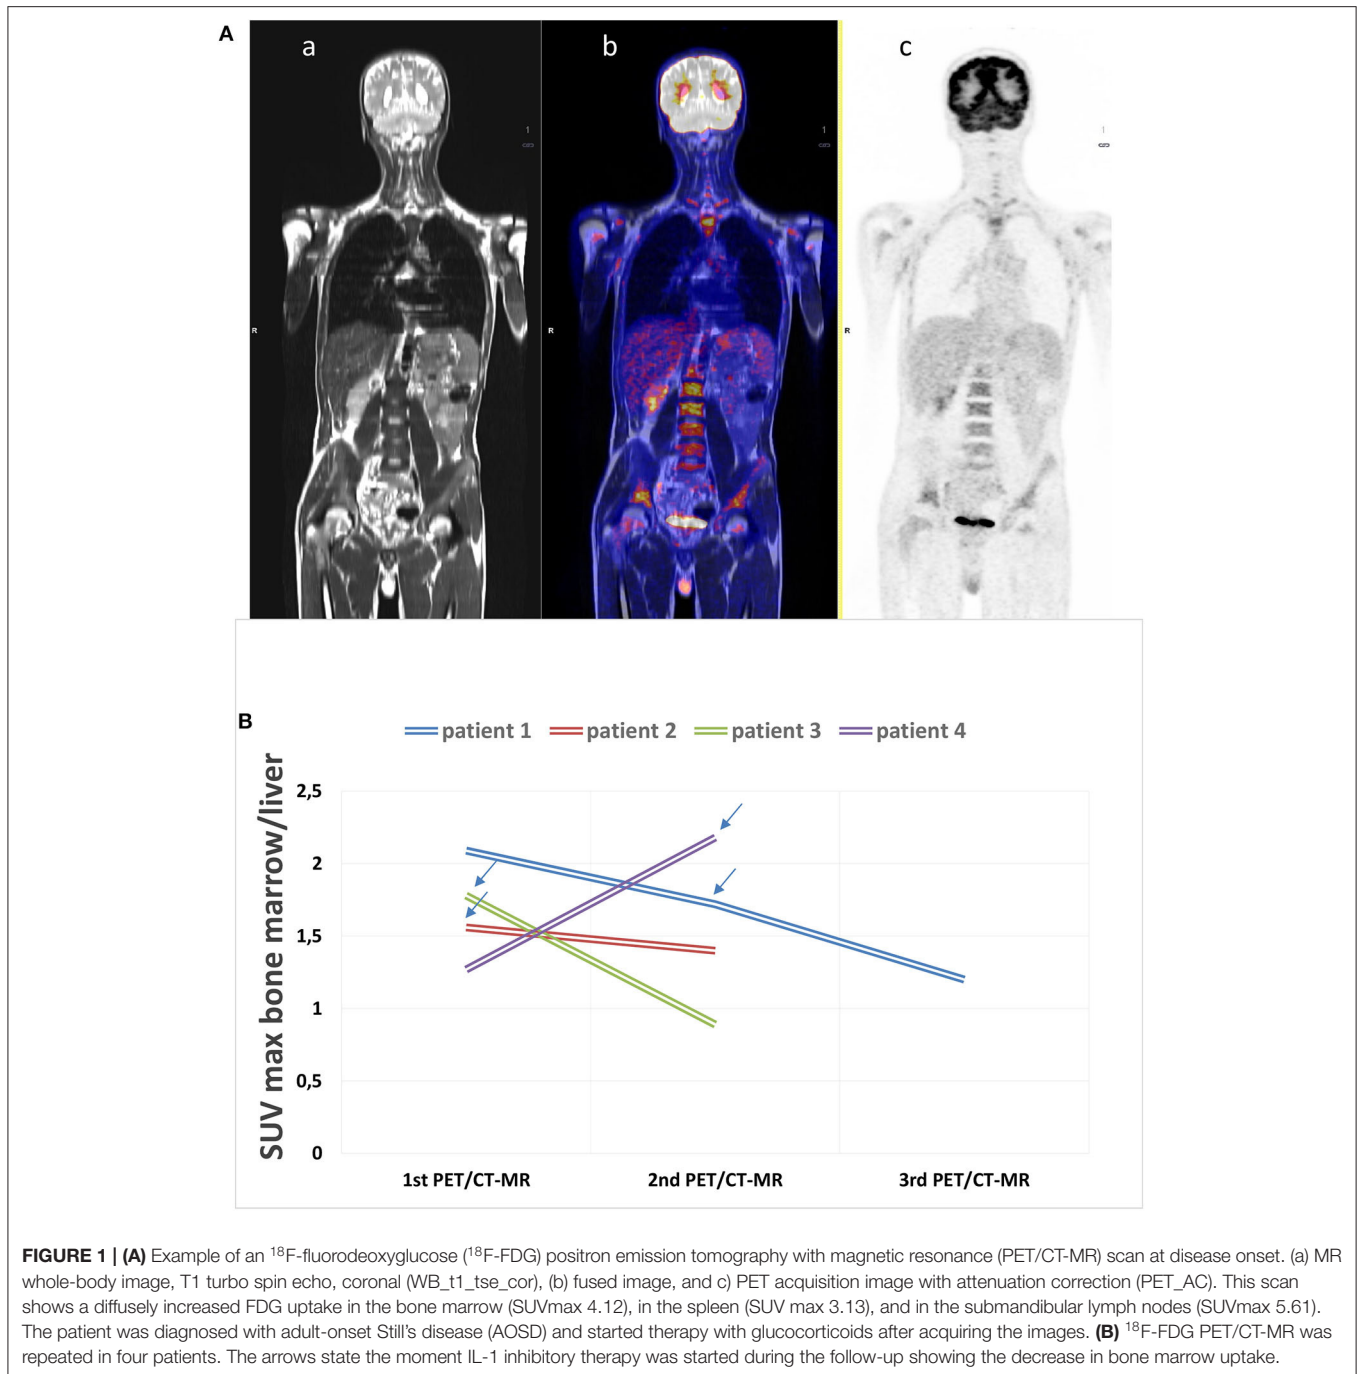 A
a
b
c
1
1
1
R
R
R
B
patient 1 patient 2 patient 3 patient 4
SUV max bone marrow/liver
2,5
2
1,5
1
0,5
0
1st PET/CT-MR 2nd PET/CT-MR 3rd PET/CT-MR
FIGURE 1 | (A) Example of an ¹⁸F-fluorodeoxyglucose (¹⁸F-FDG) positron emission tomography with magnetic resonance (PET/CT-MR) scan at disease onset. (a) MR
whole-body image, T1 turbo spin echo, coronal (WB_t1_tse_cor), (b) fused image, and c) PET acquisition image with attenuation correction (PET_AC). This scan
shows a diffusely increased FDG uptake in the bone marrow (SUVmax 4.12), in the spleen (SUV max 3.13), and in the submandibular lymph nodes (SUVmax 5.61).
The patient was diagnosed with adult-onset Still's disease (AOSD) and started therapy with glucocorticoids after acquiring the images. (B) ¹⁸F-FDG PET/CT-MR was
repeated in four patients. The arrows state the moment IL-1 inhibitory therapy was started during the follow-up showing the decrease in bone marrow uptake.